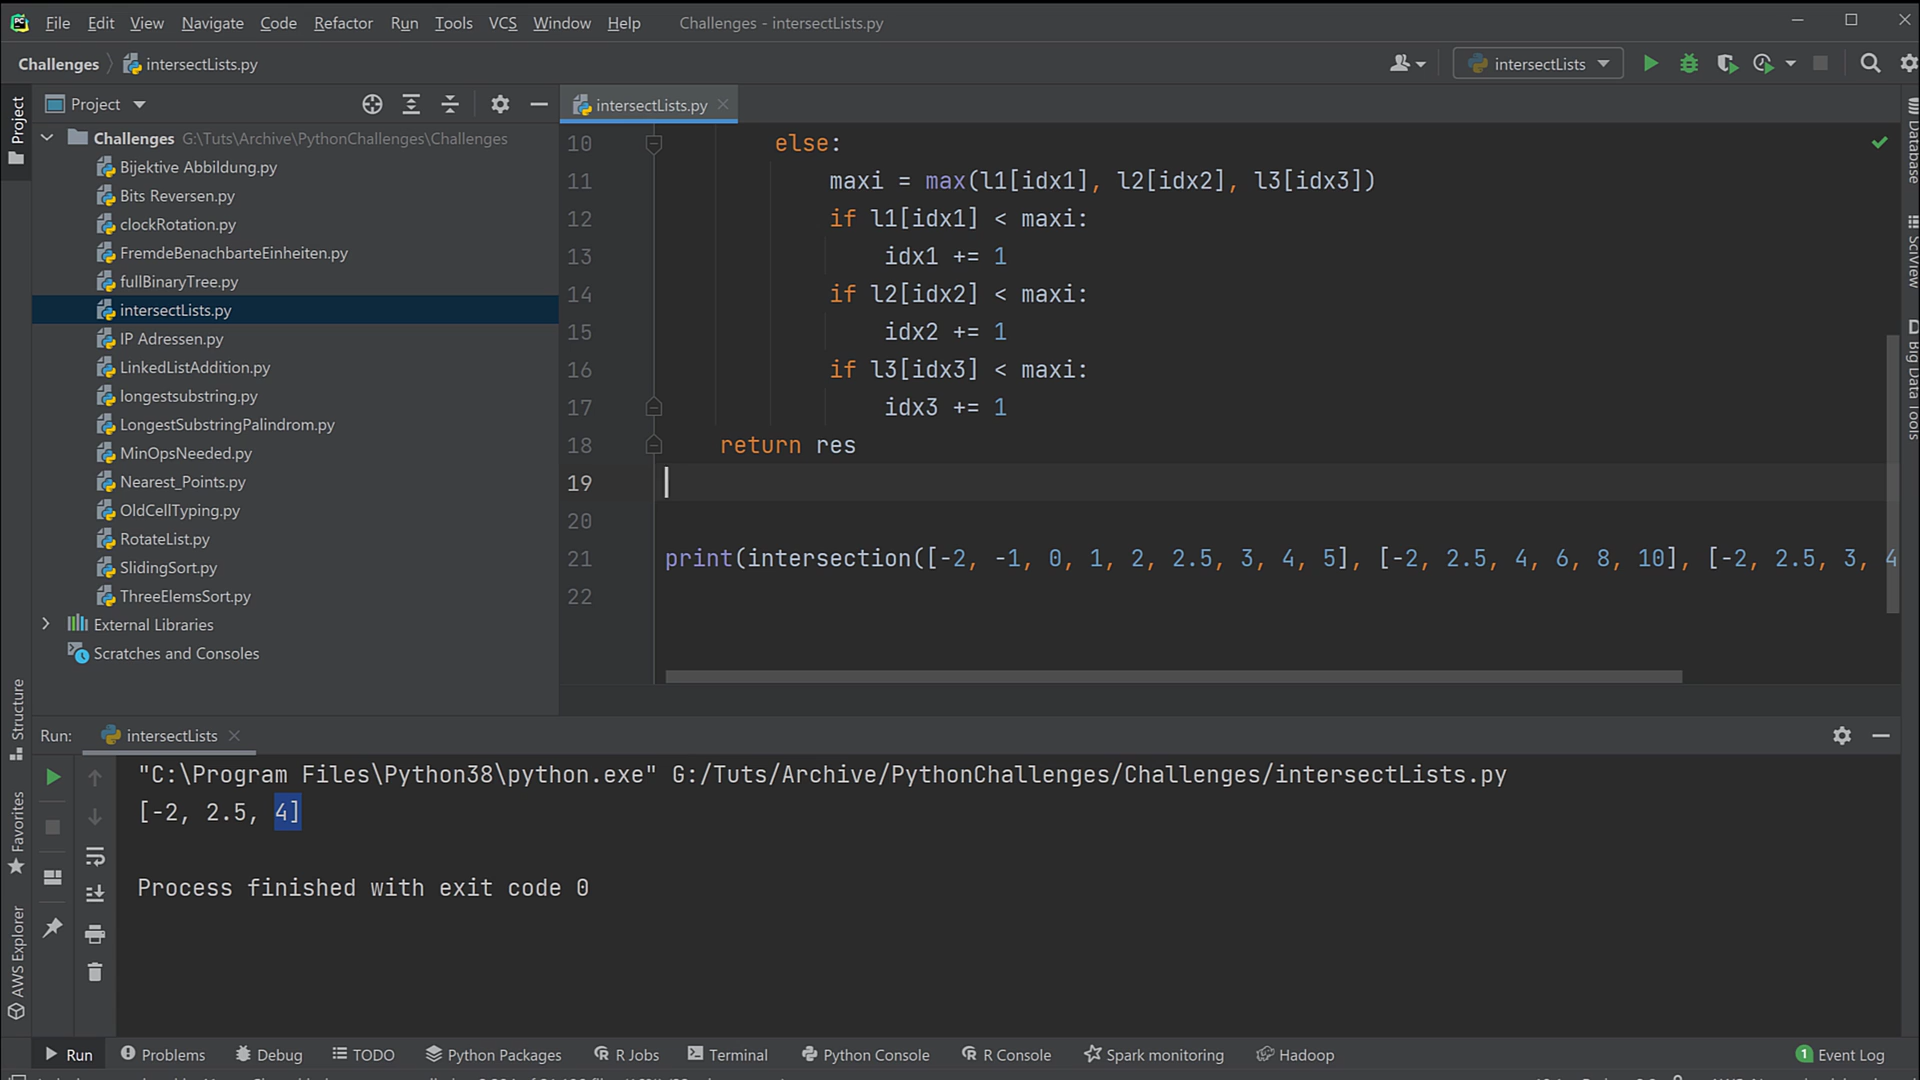 File Edit View Navigate Code Refactor Run Tools VCS Window Help Challenges - intersectLists.py
Challenges intersectLists.py intersectLists
Project
Project
intersectLists.py
Challenges G:\Tuts\Archive\PythonChallenges\Challenges
Bijektive Abbildung.py
Bits Reversen.py
clockRotation.py
FremdeBenachbarteEinheiten.py
fullBinaryTree.py
intersectLists.py
IP Adressen.py
LinkedListAddition.py
longestsubstring.py
LongestSubstringPalindrom.py
MinOpsNeeded.py
Nearest_Points.py
OldCellTyping.py
RotateList.py
SlidingSort.py
ThreeElemsSort.py
External Libraries
Scratches and Consoles
10 else:
11 maxi = max(l1[idx1], l2[idx2], l3[idx3])
12 if l1[idx1] < maxi:
13 idx1 += 1
14 if l2[idx2] < maxi:
15 idx2 += 1
16 if l3[idx3] < maxi:
17 idx3 += 1
18 return res
19
20
21 print(intersection([-2, -1, 0, 1, 2, 2.5, 3, 4, 5], [-2, 2.5, 4, 6, 8, 10], [-2, 2.5, 3, 4
22
Database
SciView
Big Data Tools
Structure
Favorites
AWS Explorer
Run: intersectLists
"C:\Program Files\Python38\python.exe" G:/Tuts/Archive/PythonChallenges/Challenges/intersectLists.py
[-2, 2.5, 4]
Process finished with exit code 0
Run Problems Debug TODO Python Packages R Jobs Terminal Python Console R Console Spark monitoring Hadoop 1 Event Log